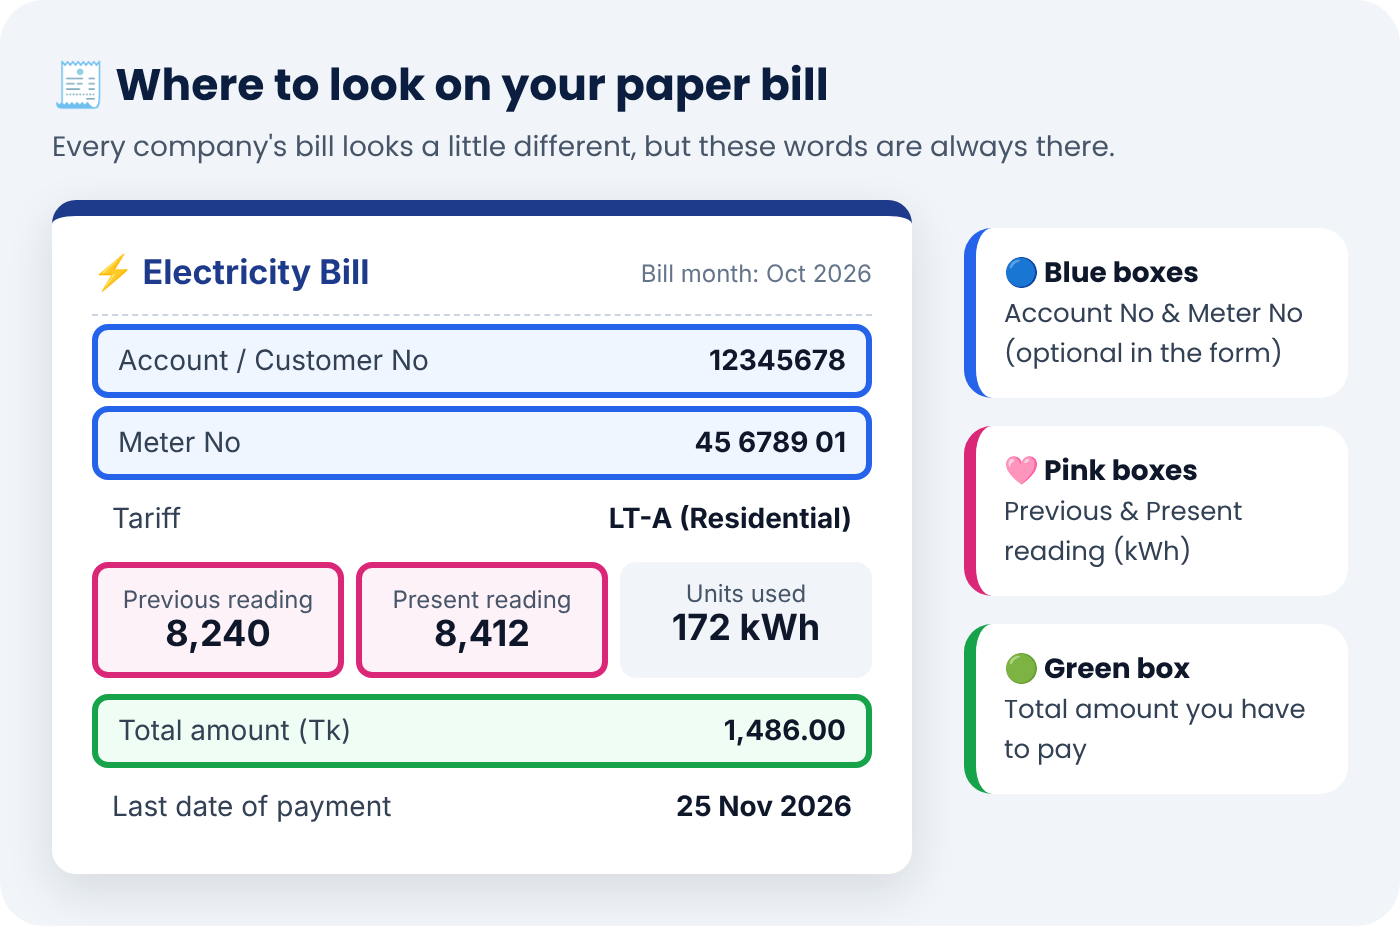 🧾 Where to look on your paper bill
Every company's bill looks a little different, but these words are always there.
⚡ Electricity Bill
Bill month: Oct 2026
Account / Customer No 12345678
Meter No 45 6789 01
Tariff LT-A (Residential)
Previous reading
8,240
Present reading
8,412
Units used
172 kWh
Total amount (Tk) 1,486.00
Last date of payment 25 Nov 2026
🔵 Blue boxes
Account No & Meter No
(optional in the form)
🩷 Pink boxes
Previous & Present
reading (kWh)
🟢 Green box
Total amount you have
to pay